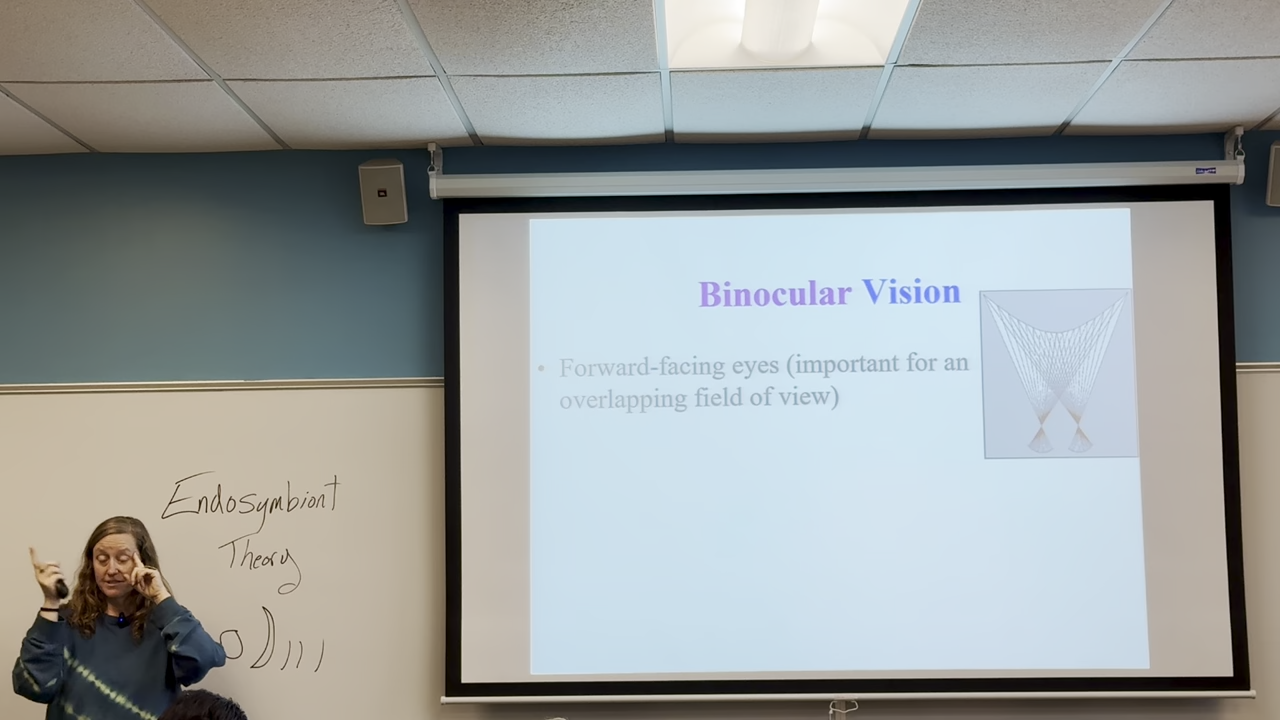 Binocular Vision
• Forward-facing eyes (important for an
overlapping field of view)
Endosymbiont
Theory